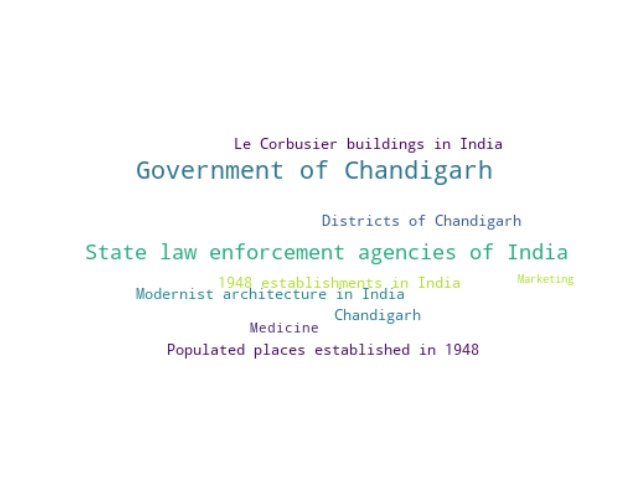 Le Corbusier buildings in India
Government of Chandigarh
Districts of Chandigarh
State law enforcement agencies of India
Marketing
1948 establishments in India
Modernist architecture in India
Chandigarh
Medicine
Populated places established in 1948